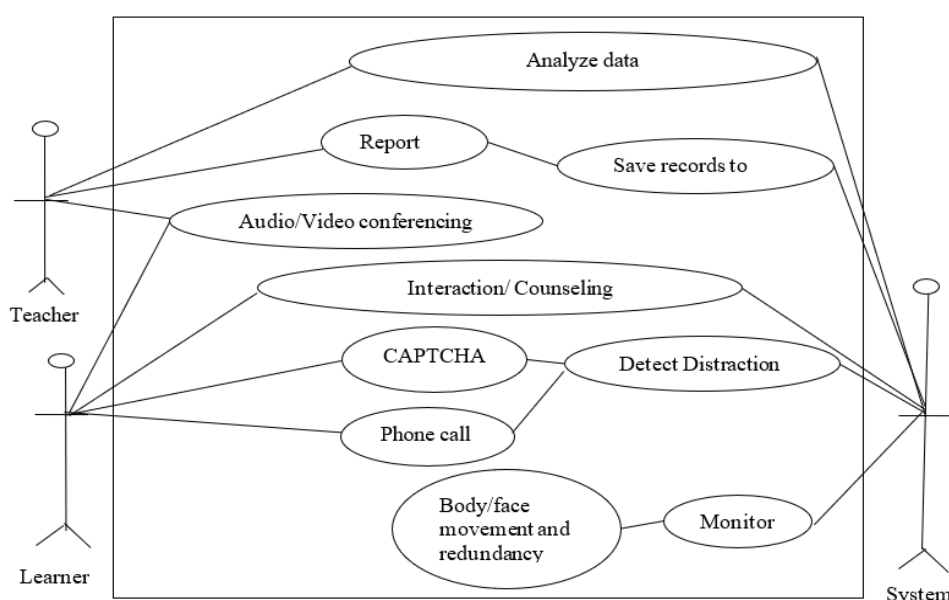 Analyze data
Report
Save records to
Audio/Video conferencing
Teacher
Interaction/ Counseling
CAPTCHA
Detect Distraction
Phone call
Body/face
movement and
redundancy
Monitor
Learner
System